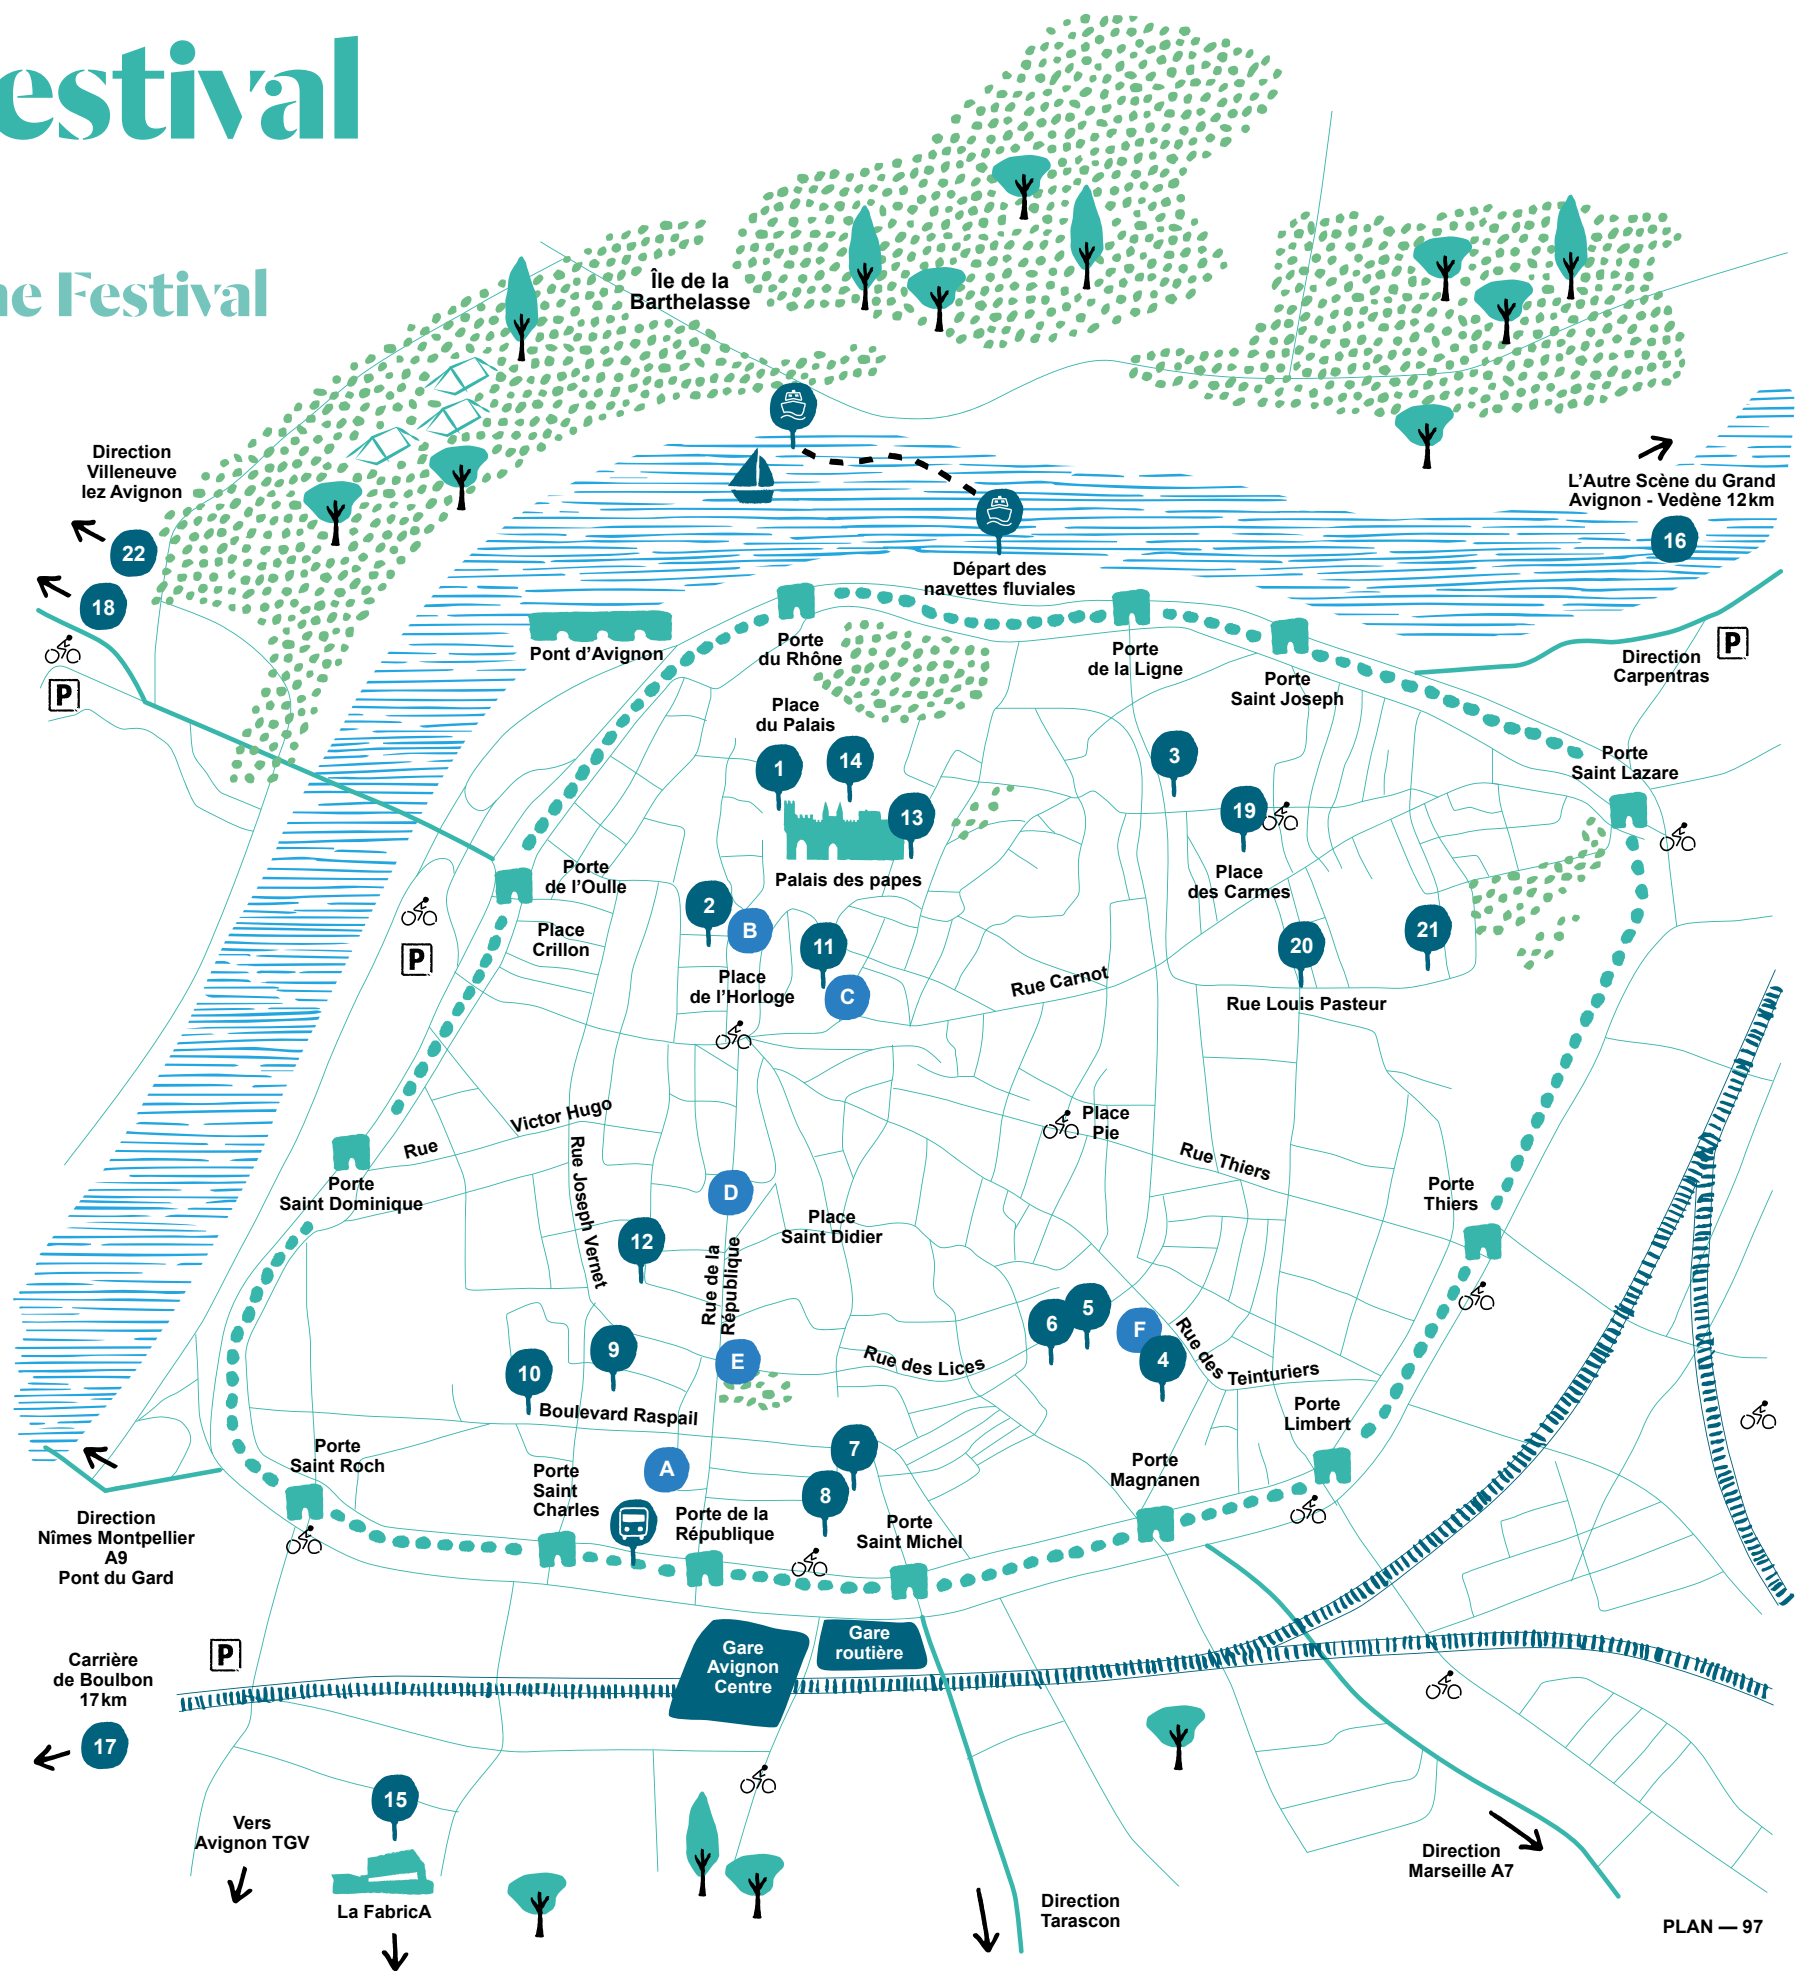 estival
ne Festival
Île de la
Barthelasse
Direction
Villeneuve
lez Avignon
22
18
P
L'Autre Scène du Grand
Avignon - Vedène 12 km
16
Départ des
navettes fluviales
Pont d'Avignon
Porte
du Rhône
Porte
de la Ligne
Porte
Saint Joseph
Direction
Carpentras
P
Place
du Palais
1
14
13
3
19
Porte
Saint Lazare
Palais des papes
Porte
de l'Oulle
Place
des Carmes
2
B
11
C
20
21
Place
Crillon
P
Place
de l'Horloge
Rue Carnot
Rue Louis Pasteur
Rue
Victor Hugo
Place
Pie
Rue Thiers
Porte
Saint Dominique
Rue Joseph Vernet
D
Porte
Thiers
12
Place
Saint Didier
Rue de la
République
6
5
F
4
9
10
E
Rue des Lices
Rue des
Teinturiers
Boulevard Raspail
Porte
Limbert
Porte
Saint Roch
7
A
8
Porte
Saint
Charles
Porte
Magnanen
Porte de la
République
Porte
Saint Michel
Direction
Nîmes Montpellier
A9
Pont du Gard
Gare
Avignon
Centre
Gare
routière
P
Carrière
de Boulbon
17 km
17
15
Vers
Avignon TGV
La FabricA
Direction
Tarascon
Direction
Marseille A7
PLAN — 97